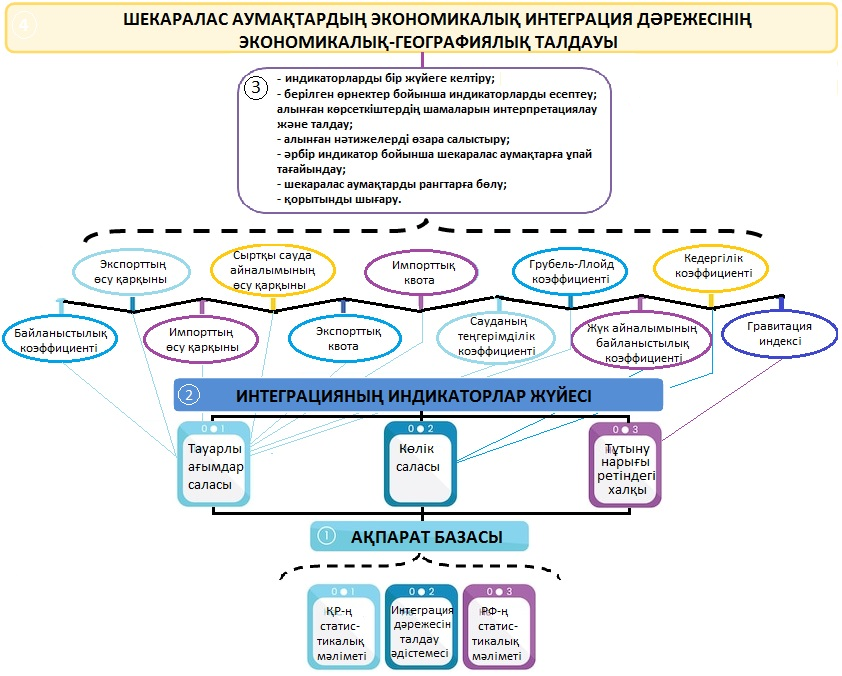 4
ШЕКАРАЛАС АУМАҚТАРДЫҢ ЭКОНОМИКАЛЫҚ ИНТЕГРАЦИЯ ДӘРЕЖЕСІНІҢ
ЭКОНОМИКАЛЫҚ-ГЕОГРАФИЯЛЫҚ ТАЛДАУЫ
3
- индикаторларды бір жүйеге келтіру;
- берілген өрнектер бойынша индикаторларды есептеу;
алынған көрсеткіштердің шамаларын интерпретациялау
және талдау;
- алынған нәтижелерді өзара салыстыру;
- әрбір индикатор бойынша шекаралас аумақтарға ұпай
тағайындау;
- шекаралас аумақтарды рангтарға бөлу;
- қорытынды шығару.
Экспорттың
өсу қарқыны
Сыртқы сауда
айналымының
өсу қарқыны
Импорттық
квота
Грубель-Ллойд
коэффициенті
Кедергілік
коэффициенті
Байланыстылық
коэффициенті
Импорттың
өсу қарқыны
Экспорттық
квота
Сауданың
теңгерімділік
коэффициенті
Жүк айналымының
байланыстылық
коэффициенті
Гравитация
индексі
2
ИНТЕГРАЦИЯНЫҢ ИНДИКАТОРЛАР ЖҮЙЕСІ
0 1
Тауарлы
ағымдар
саласы
0 2
Көлік
саласы
0 3
Тұтыну
нарығы
ретіндегі
халқы
1
АҚПАРАТ БАЗАСЫ
0 1
ҚР-ң
статис-
тикалық
мәліметі
0 2
Интеграция
дәрежесін
талдау
әдістемесі
0 3
РФ-ң
статис-
тикалық
мәліметі